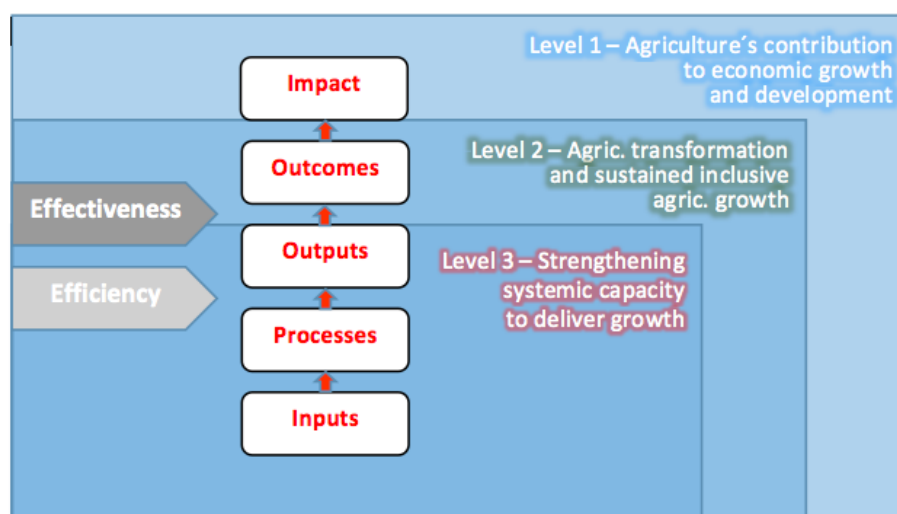 Level 1 – Agriculture´s contribution
to economic growth
and development
Impact
Level 2 – Agric. transformation
and sustained inclusive
agric. growth
Outcomes
Effectiveness
Outputs
Level 3 – Strengthening
systemic capacity
to deliver growth
Efficiency
Processes
Inputs